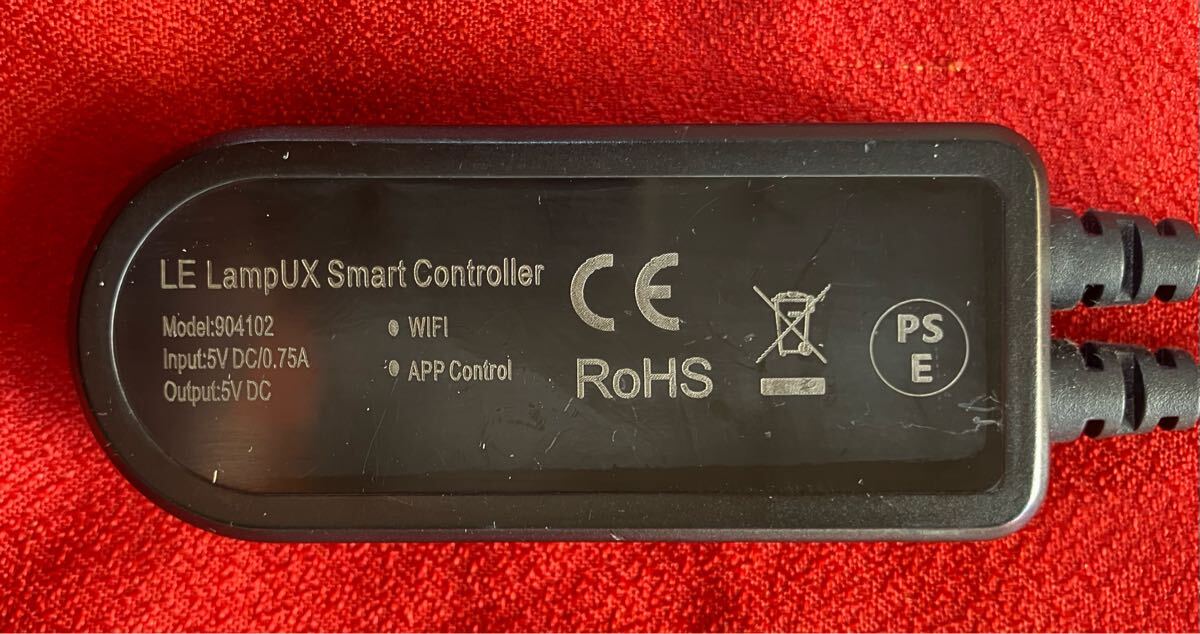 LE LampUX Smart Controller
Model:904102
Input:5V DC/0.75A
Output:5V DC
WIFI
APP Control
CE
RoHS
PS
E